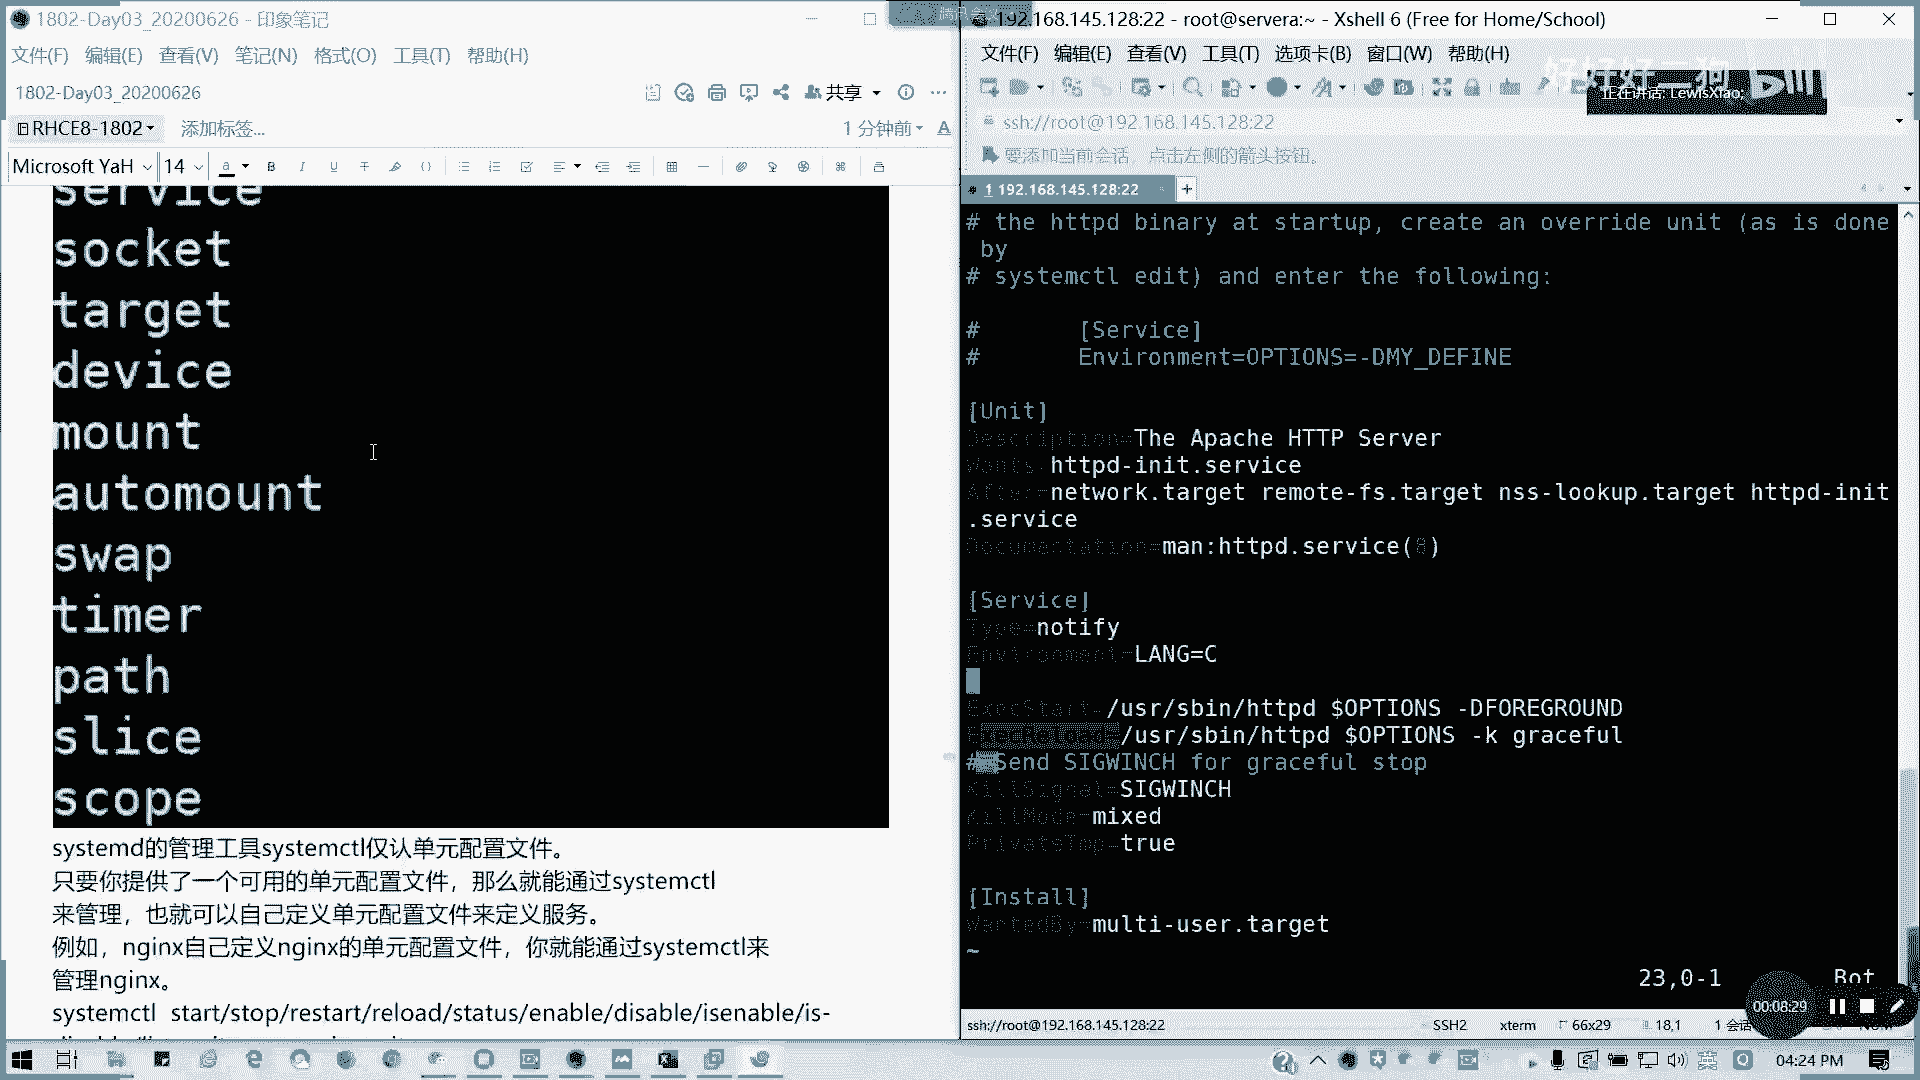 1802-Day03_20200626 - 印象笔记
文件(F) 编辑(E) 查看(V) 笔记(N) 格式(O) 工具(T) 帮助(H)
1802-Day03_20200626
共享
RHCE8-1802 添加标签...
1 分钟前
Microsoft YaH 14
service
socket
target
device
mount
automount
swap
timer
path
slice
scope
systemd的管理工具systemctl仅认单元配置文件。
只要你提供了一个可用的单元配置文件，那么就能通过systemctl
来管理，也就可以自己定义单元配置文件来定义服务。
例如，nginx自己定义nginx的单元配置文件，你就能通过systemctl来
管理nginx。
systemctl start/stop/restart/reload/status/enable/disable/isenable/is-
192.168.145.128:22 - root@servera:~ - Xshell 6 (Free for Home/School)
文件(F) 编辑(E) 查看(V) 工具(T) 选项卡(B) 窗口(W) 帮助(H)
正在讲话: LewisXiao;
ssh://root@192.168.145.128:22
要添加当前会话，点击左侧的箭头按钮。
1 192.168.145.128:22
# the httpd binary at startup, create an override unit (as is done
by
# systemctl edit) and enter the following:
# [Service]
# Environment=OPTIONS=-DMY_DEFINE
[Unit]
Description=The Apache HTTP Server
Wants=httpd-init.service
After=network.target remote-fs.target nss-lookup.target httpd-init
.service
Documentation=man:httpd.service(8)
[Service]
Type=notify
Environment=LANG=C
ExecStart=/usr/sbin/httpd $OPTIONS -DFOREGROUND
ExecReload=/usr/sbin/httpd $OPTIONS -k graceful
# Send SIGWINCH for graceful stop
KillSignal=SIGWINCH
KillMode=mixed
PrivateTmp=true
[Install]
WantedBy=multi-user.target
~
23,0-1 Bot
00:08:29
ssh://root@192.168.145.128:22 SSH2 xterm 66x29 18,1 1 会话
英
04:24 PM